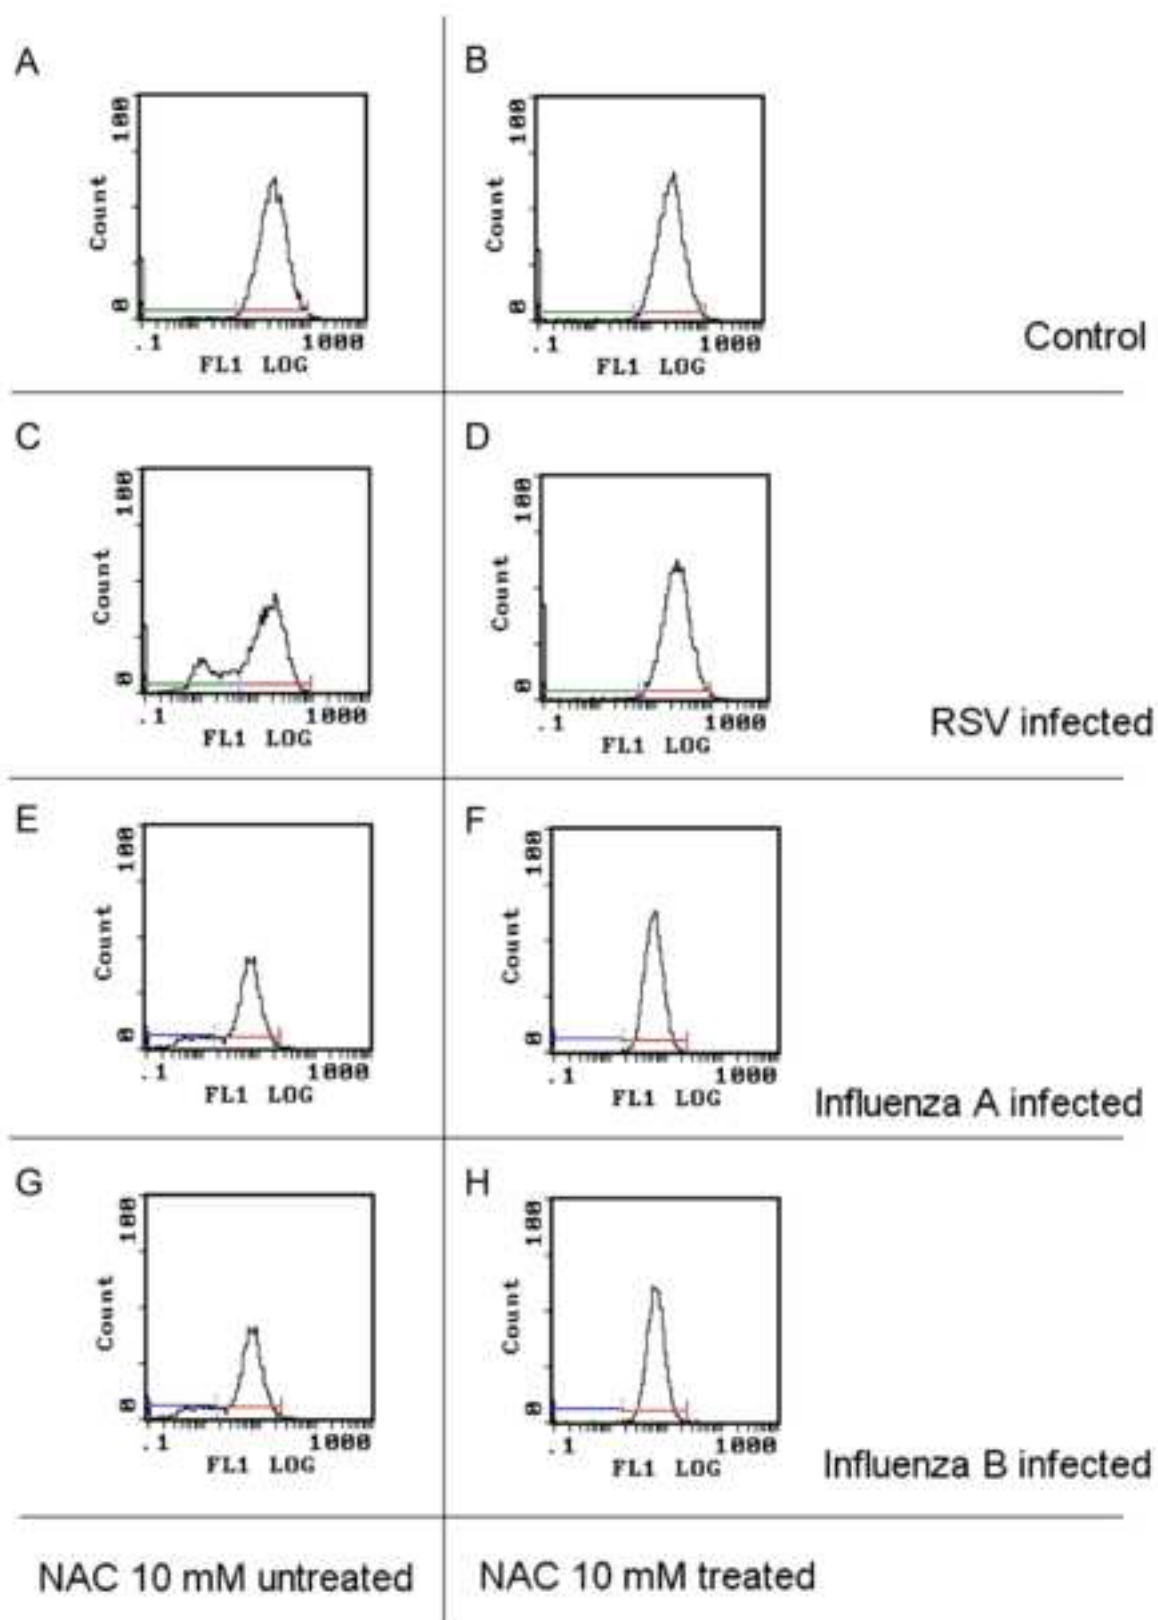 A
B
100
Count
0
.1 1000
FL1 LOG
100
Count
0
.1 1000
FL1 LOG
Control
C
D
100
Count
0
.1 1000
FL1 LOG
100
Count
0
.1 1000
FL1 LOG
RSV infected
E
F
100
Count
0
.1 1000
FL1 LOG
100
Count
0
.1 1000
FL1 LOG
Influenza A infected
G
H
100
Count
0
.1 1000
FL1 LOG
100
Count
0
.1 1000
FL1 LOG
Influenza B infected
NAC 10 mM untreated
NAC 10 mM treated